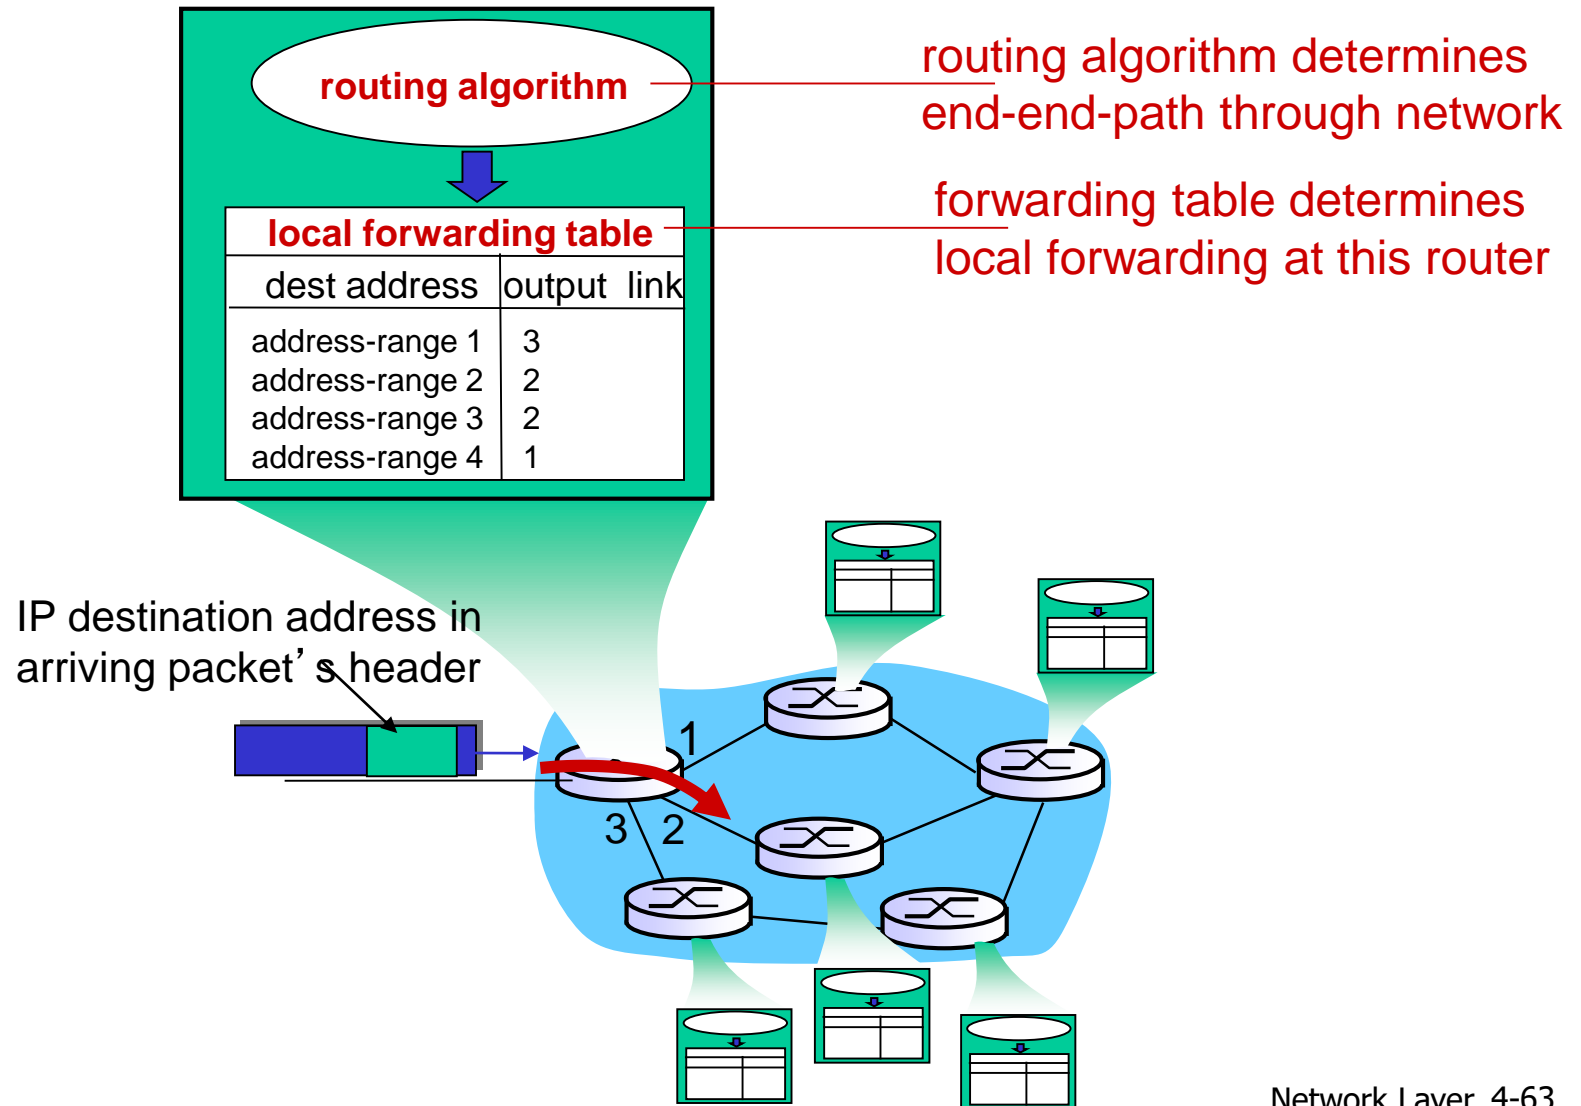 routing algorithm
routing algorithm determines
end-end-path through network
local forwarding table
forwarding table determines
local forwarding at this router
dest address output link
address-range 1 3
address-range 2 2
address-range 3 2
address-range 4 1
IP destination address in
arriving packet’s header
1
3 2
Network Layer 4-63